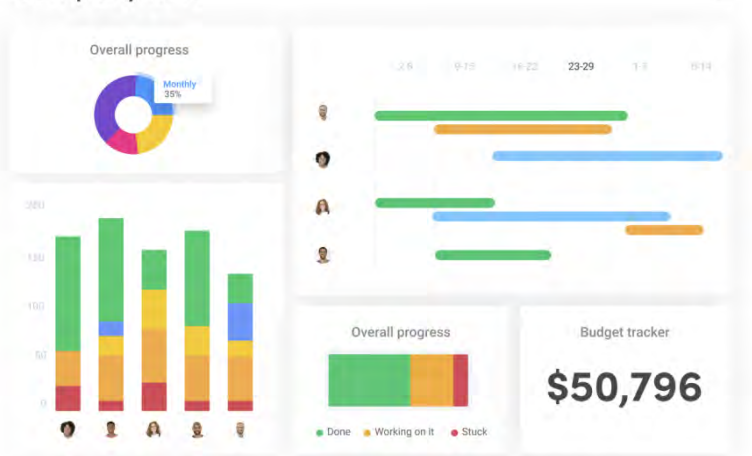 Overall progress
Monthly
35%
23-29
200
150
100
50
0
Overall progress
Done
Working on it
Stuck
Budget tracker
$50,796